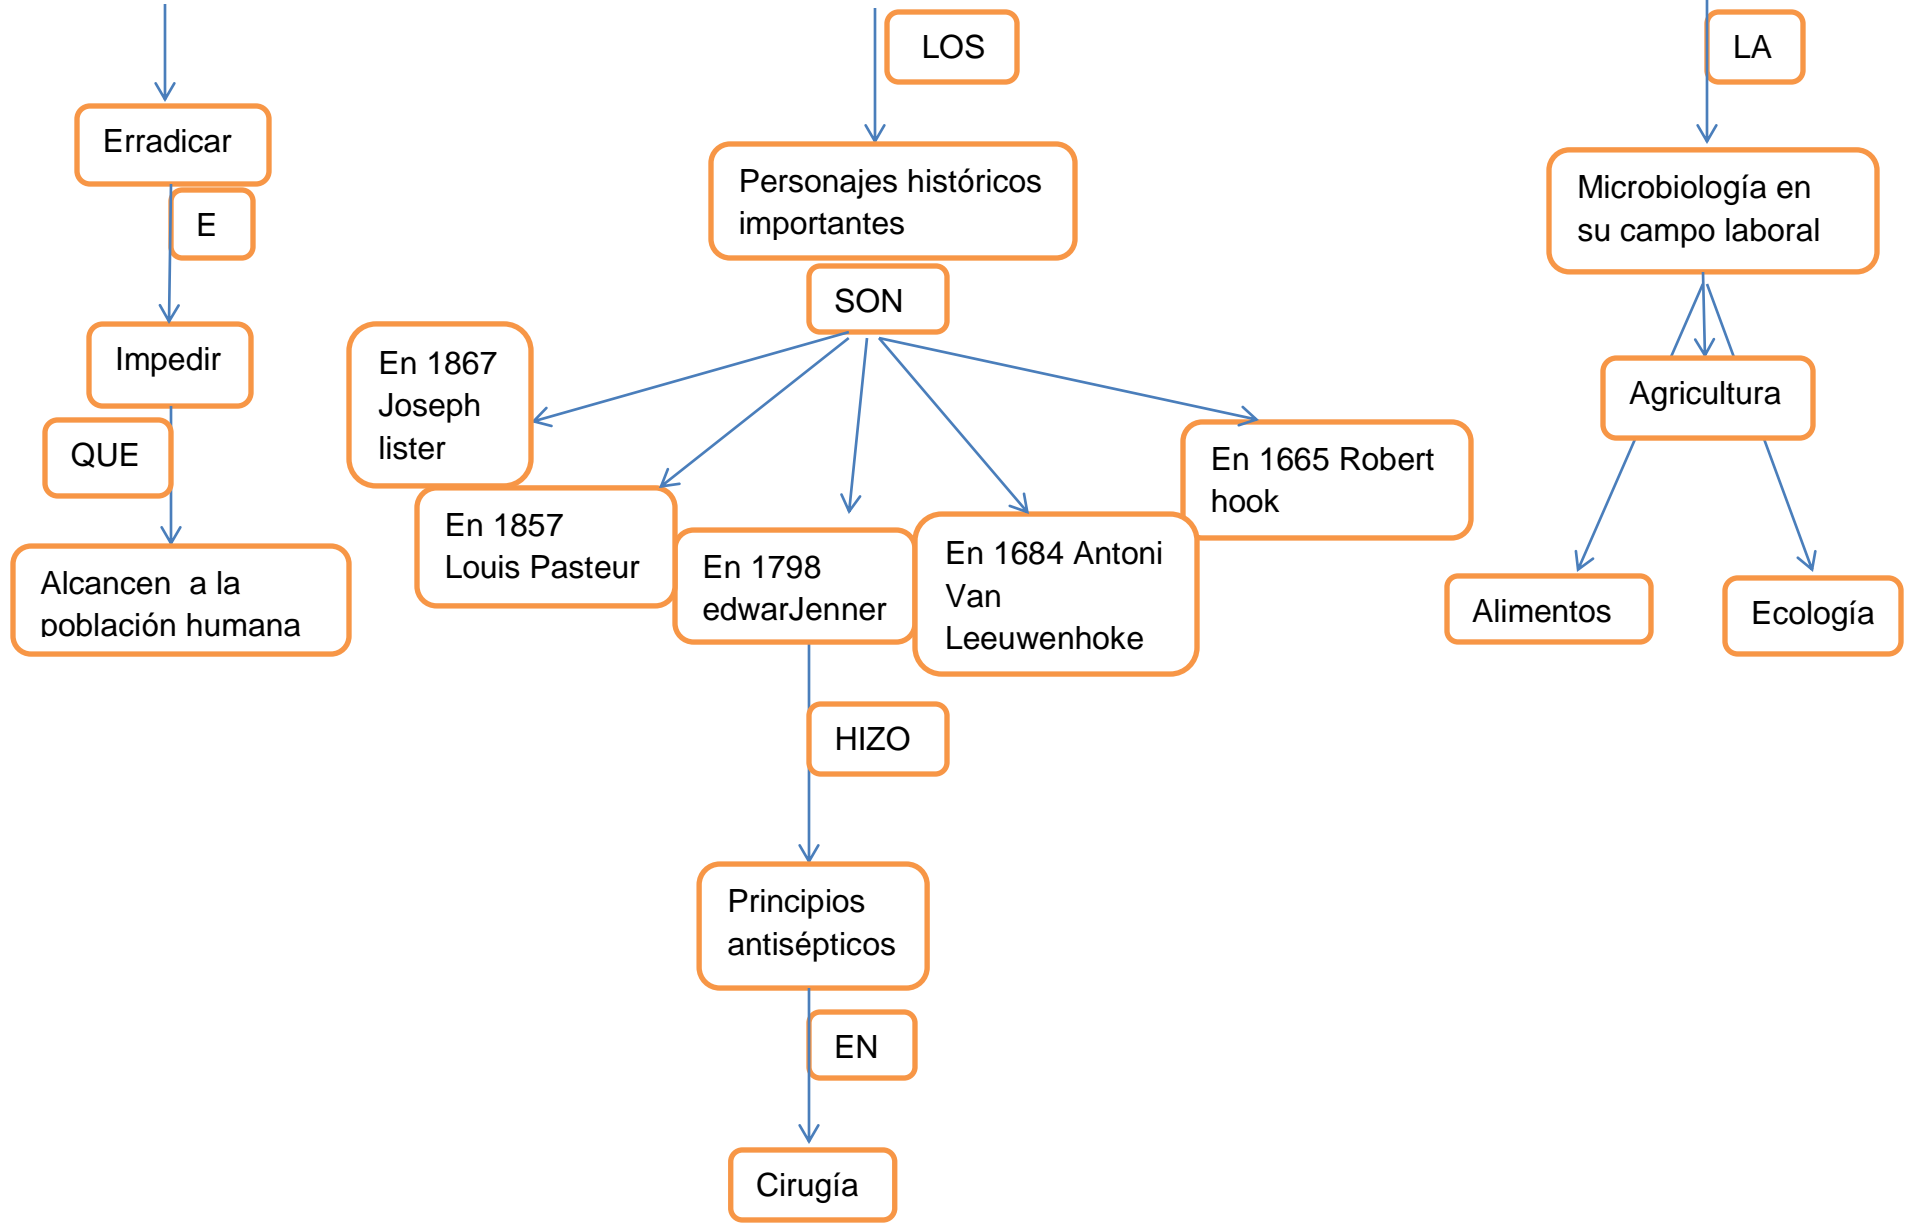 LOS
LA
Erradicar
E
Impedir
QUE
Alcancen a la
población humana
Personajes históricos
importantes
SON
En 1867
Joseph
lister
En 1857
Louis Pasteur
En 1798
edwarJenner
En 1684 Antoni
Van
Leeuwenhoke
En 1665 Robert
hook
HIZO
Principios
antisépticos
EN
Cirugía
Microbiología en
su campo laboral
Agricultura
Alimentos
Ecología